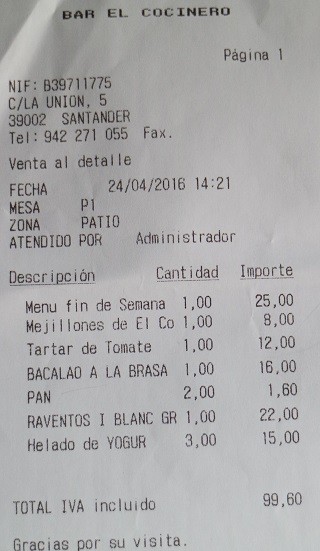 BAR EL COCINERO
Página 1
NIF: B39711775
C/LA UNION, 5
39002 SANTANDER
Tel: 942 271 055 Fax.
Venta al detalle
FECHA 24/04/2016 14:21
MESA P1
ZONA PATIO
ATENDIDO POR Administrador
Descripción Cantidad Importe
Menu fin de Semana 1,00 25,00
Mejillones de El Co 1,00 8,00
Tartar de Tomate 1,00 12,00
BACALAO A LA BRASA 1,00 16,00
PAN 2,00 1,60
RAVENTOS I BLANC GR 1,00 22,00
Helado de YOGUR 3,00 15,00
TOTAL IVA incluido 99,60
Gracias por su visita.